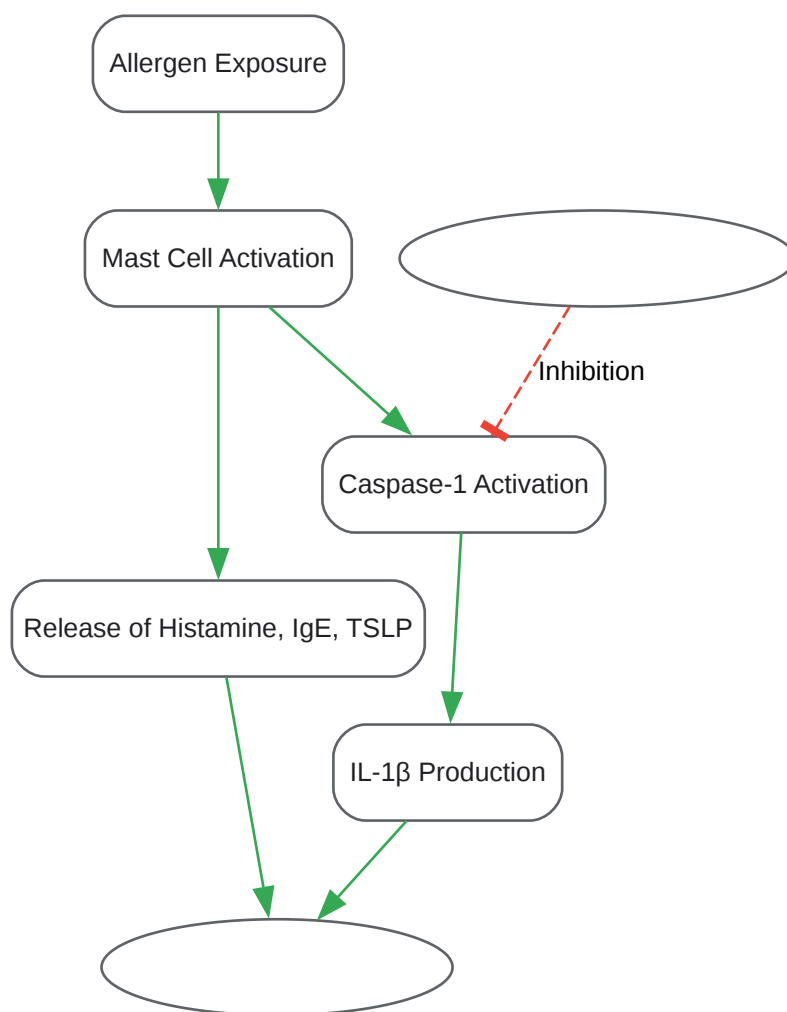 Allergen Exposure
Mast Cell Activation
Inhibition
Caspase-1 Activation
Release of Histamine, IgE, TSLP
IL-1β Production